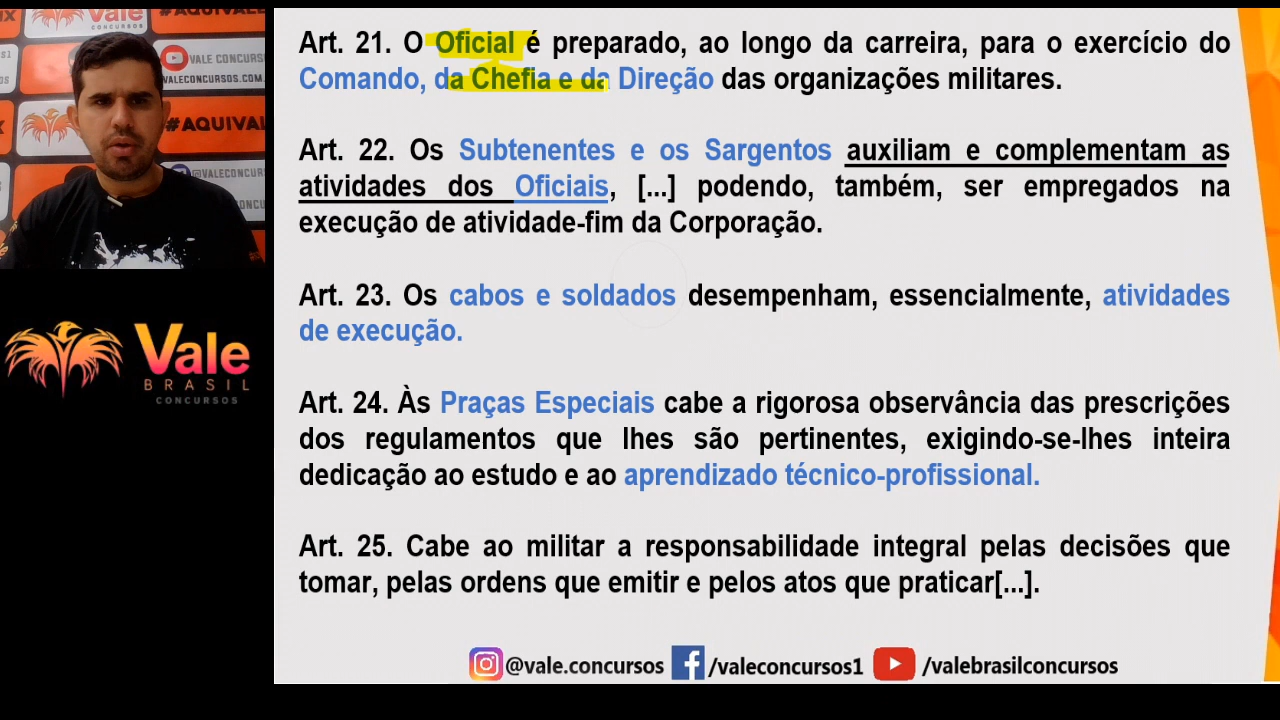 Art. 21. O Oficial é preparado, ao longo da carreira, para o exercício do
Comando, da Chefia e da Direção das organizações militares.
Art. 22. Os Subtenentes e os Sargentos auxiliam e complementam as
atividades dos Oficiais, [...] podendo, também, ser empregados na
execução de atividade-fim da Corporação.
Art. 23. Os cabos e soldados desempenham, essencialmente, atividades
de execução.
Art. 24. Às Praças Especiais cabe a rigorosa observância das prescrições
dos regulamentos que lhes são pertinentes, exigindo-se-lhes inteira
dedicação ao estudo e ao aprendizado técnico-profissional.
Art. 25. Cabe ao militar a responsabilidade integral pelas decisões que
tomar, pelas ordens que emitir e pelos atos que praticar[...].
@vale.concursos /valeconcursos1 /valebrasilconcursos
Vale
CONCURSOS
VALE CONCURSOS
VALECONCURSOS.COM
#AQUIVAL
@VALECONCURS
Vale
BRASIL
CONCURSOS